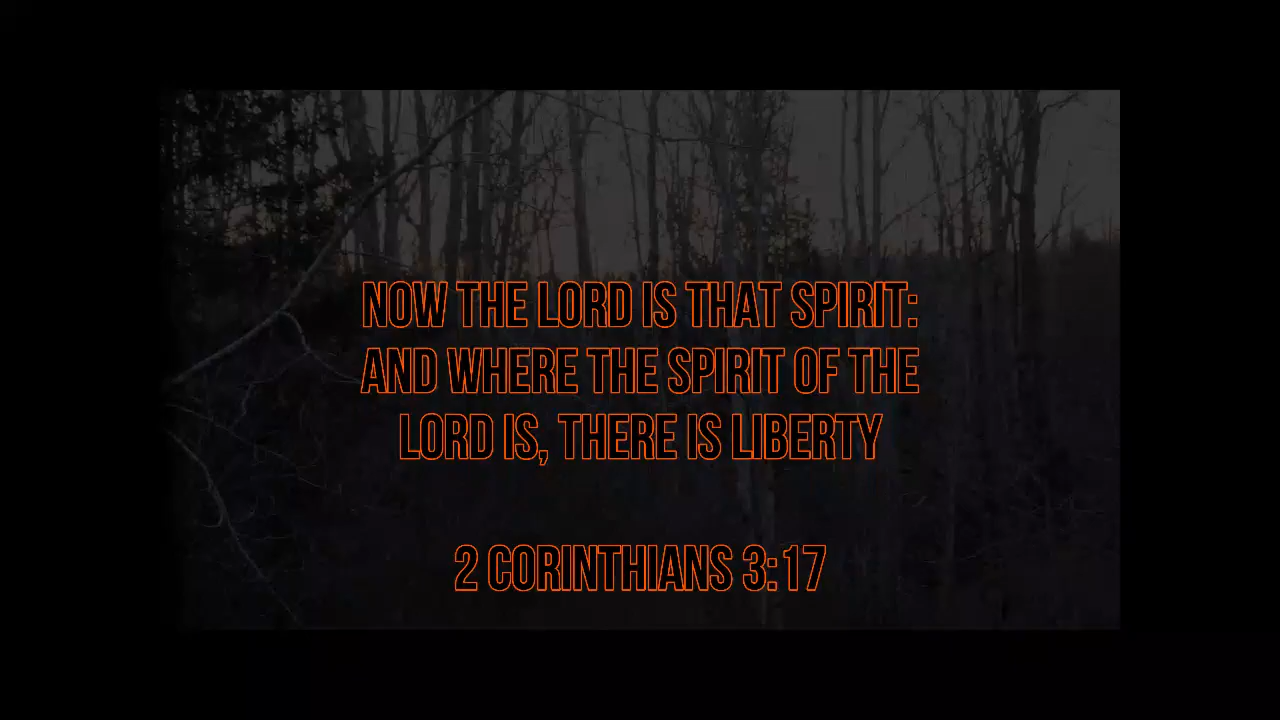 NOW THE LORD IS THAT SPIRIT:
AND WHERE THE SPIRIT OF THE
LORD IS, THERE IS LIBERTY
2 CORINTHIANS 3:17